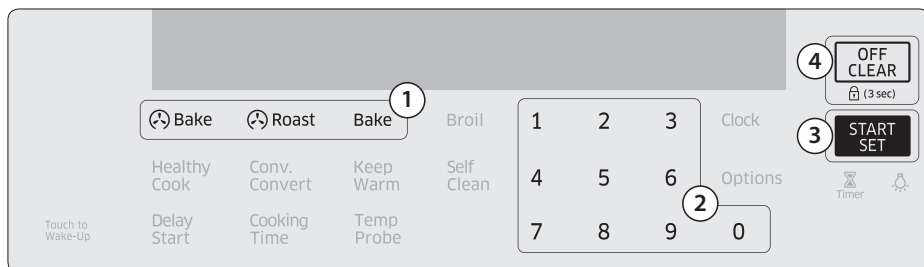 4
OFF
CLEAR
(3 sec)
1
Bake
Roast
Bake
Broil
1
2
3
Clock
3
START
SET
Healthy
Cook
Conv.
Convert
Keep
Warm
Self
Clean
4
5
6
Options
Timer
2
Touch to
Wake-Up
Delay
Start
Cooking
Time
Temp
Probe
7
8
9
0